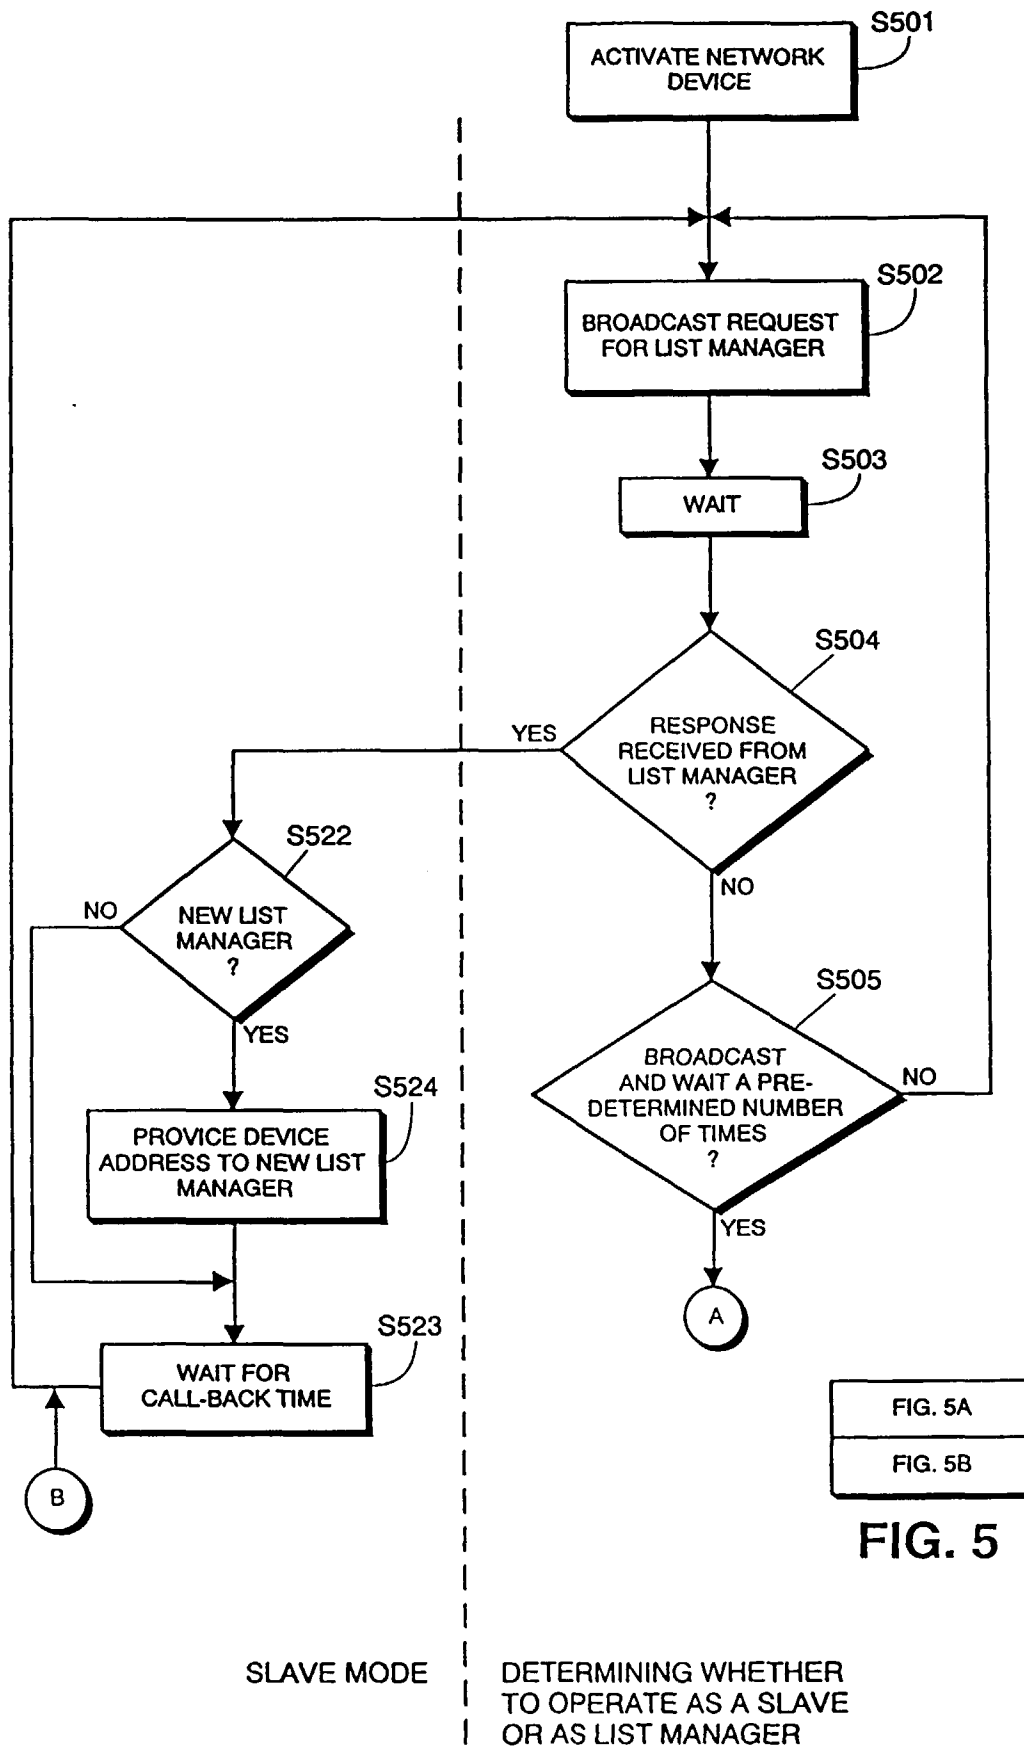 S501
ACTIVATE NETWORK
DEVICE
S502
BROADCAST REQUEST
FOR LIST MANAGER
S503
WAIT
S504
RESPONSE
RECEIVED FROM
LIST MANAGER
?
YES
NO
S522
NEW LIST
MANAGER
?
NO
YES
S505
BROADCAST
AND WAIT A PRE-
DETERMINED NUMBER
OF TIMES
?
NO
YES
S524
PROVICE DEVICE
ADDRESS TO NEW LIST
MANAGER
A
S523
WAIT FOR
CALL-BACK TIME
B
FIG. 5A
FIG. 5B
FIG. 5
SLAVE MODE
DETERMINING WHETHER
TO OPERATE AS A SLAVE
OR AS LIST MANAGER